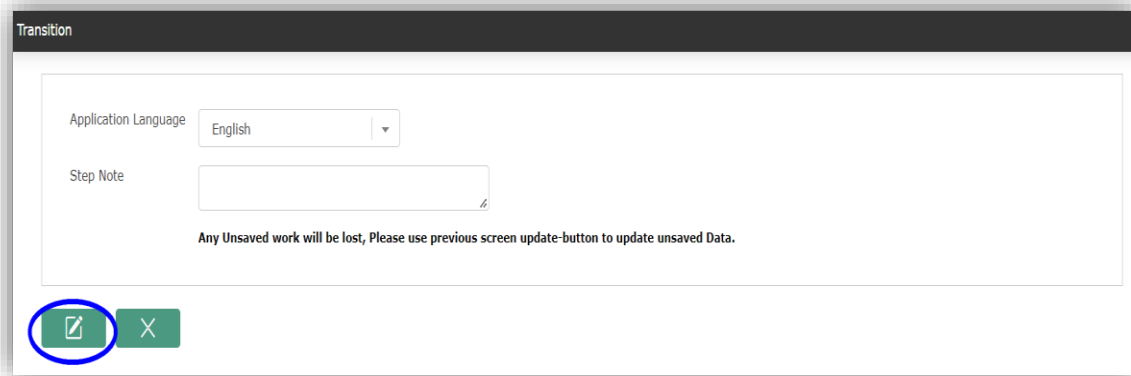 Transition
Application Language
English
Step Note
Any Unsaved work will be lost, Please use previous screen update-button to update unsaved Data.